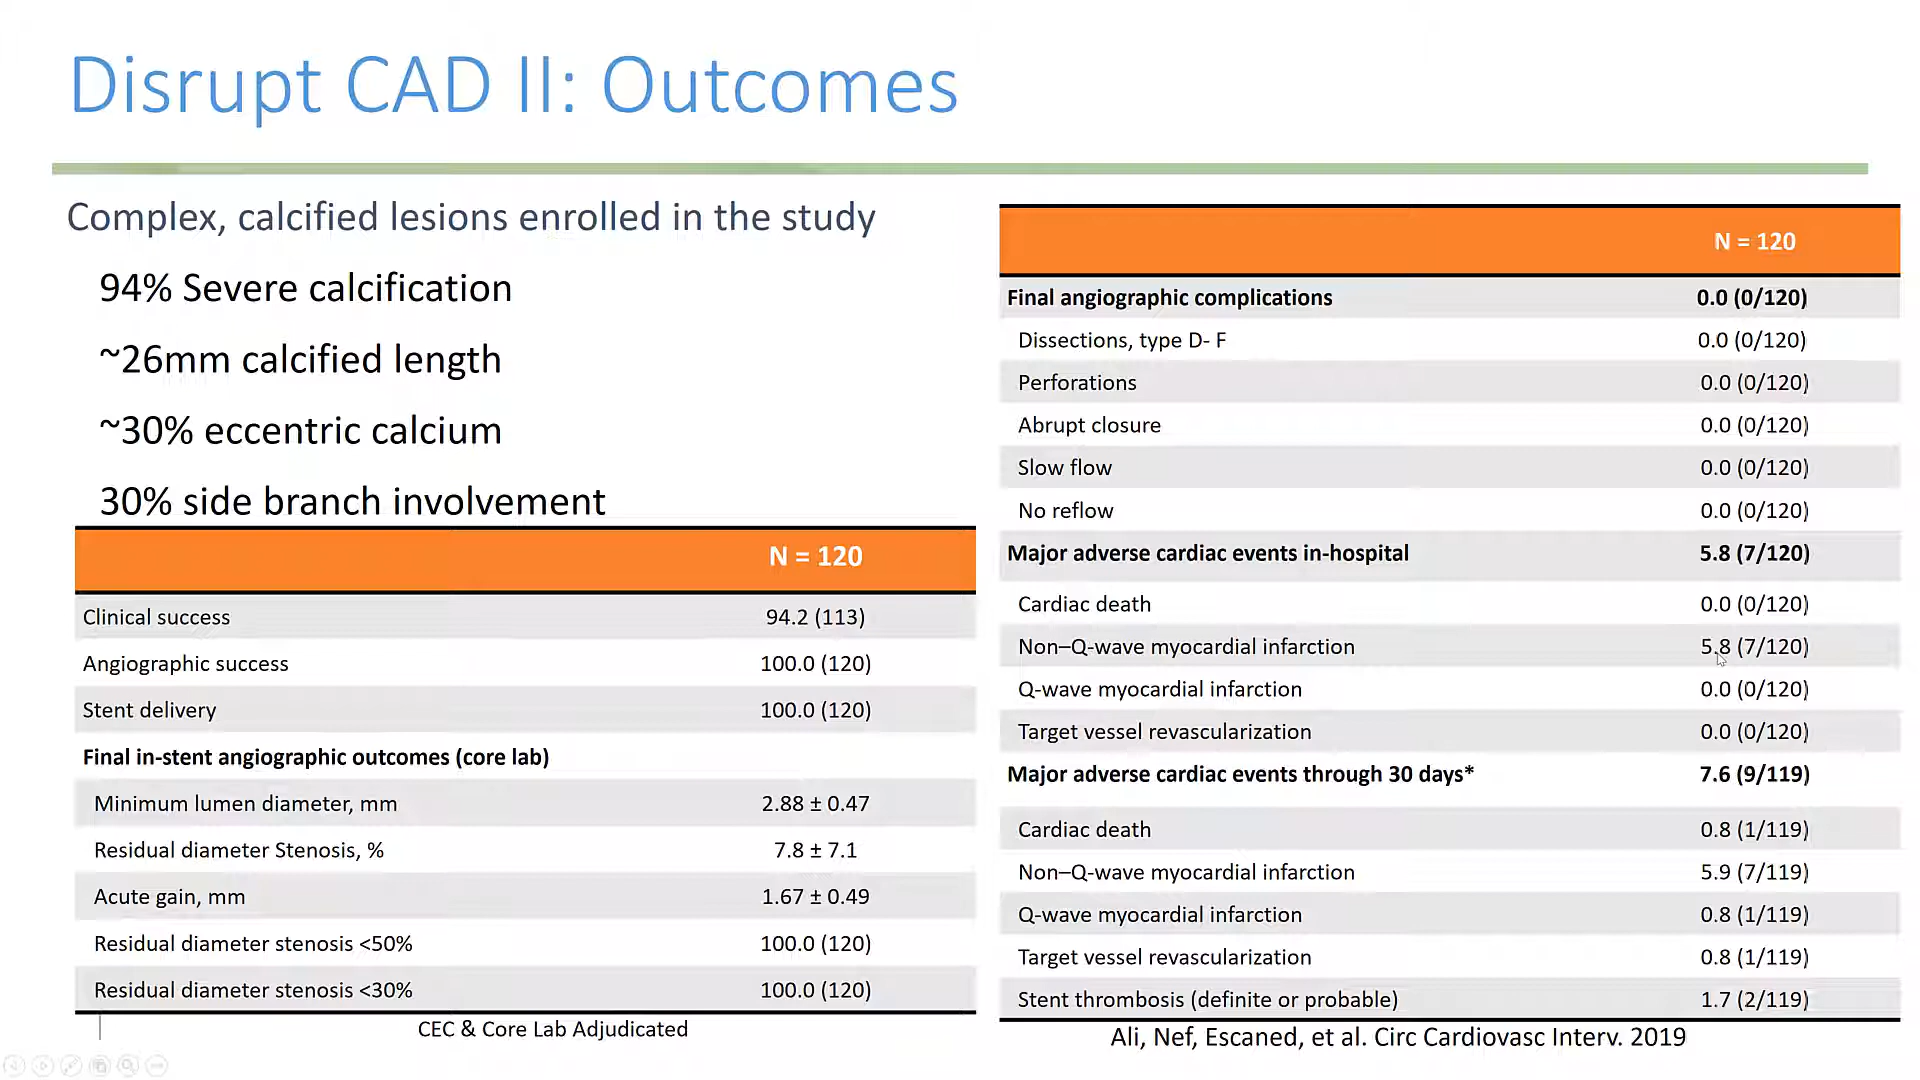 Disrupt CAD II: Outcomes
Complex, calcified lesions enrolled in the study
94% Severe calcification
~26mm calcified length
~30% eccentric calcium
30% side branch involvement
N = 120
Clinical success 94.2 (113)
Angiographic success 100.0 (120)
Stent delivery 100.0 (120)
Final in-stent angiographic outcomes (core lab)
Minimum lumen diameter, mm 2.88 ± 0.47
Residual diameter Stenosis, % 7.8 ± 7.1
Acute gain, mm 1.67 ± 0.49
Residual diameter stenosis <50% 100.0 (120)
Residual diameter stenosis <30% 100.0 (120)
CEC & Core Lab Adjudicated
N = 120
Final angiographic complications 0.0 (0/120)
Dissections, type D- F 0.0 (0/120)
Perforations 0.0 (0/120)
Abrupt closure 0.0 (0/120)
Slow flow 0.0 (0/120)
No reflow 0.0 (0/120)
Major adverse cardiac events in-hospital 5.8 (7/120)
Cardiac death 0.0 (0/120)
Non–Q-wave myocardial infarction 5.8 (7/120)
Q-wave myocardial infarction 0.0 (0/120)
Target vessel revascularization 0.0 (0/120)
Major adverse cardiac events through 30 days* 7.6 (9/119)
Cardiac death 0.8 (1/119)
Non–Q-wave myocardial infarction 5.9 (7/119)
Q-wave myocardial infarction 0.8 (1/119)
Target vessel revascularization 0.8 (1/119)
Stent thrombosis (definite or probable) 1.7 (2/119)
Ali, Nef, Escaned, et al. Circ Cardiovasc Interv. 2019